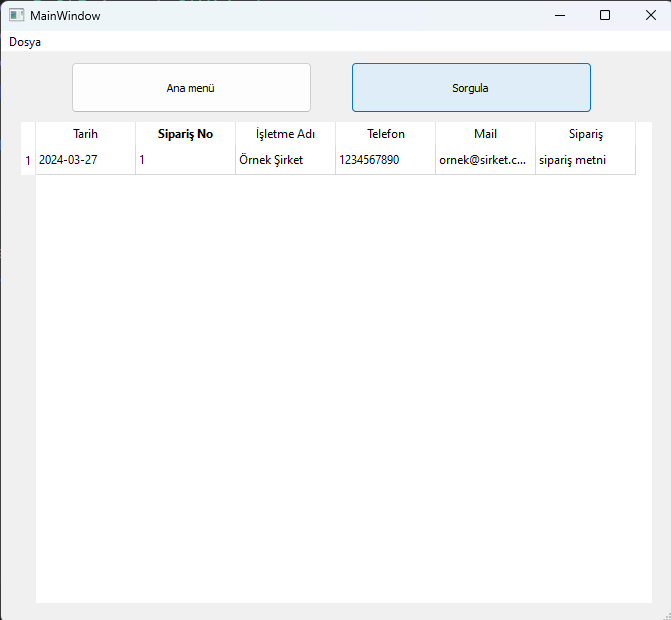 MainWindow
Dosya
Ana menü Sorgula
Tarih Sipariş No İşletme Adı Telefon Mail Sipariş
1 2024-03-27 1 Örnek Şirket 1234567890 ornek@sirket.c... sipariş metni